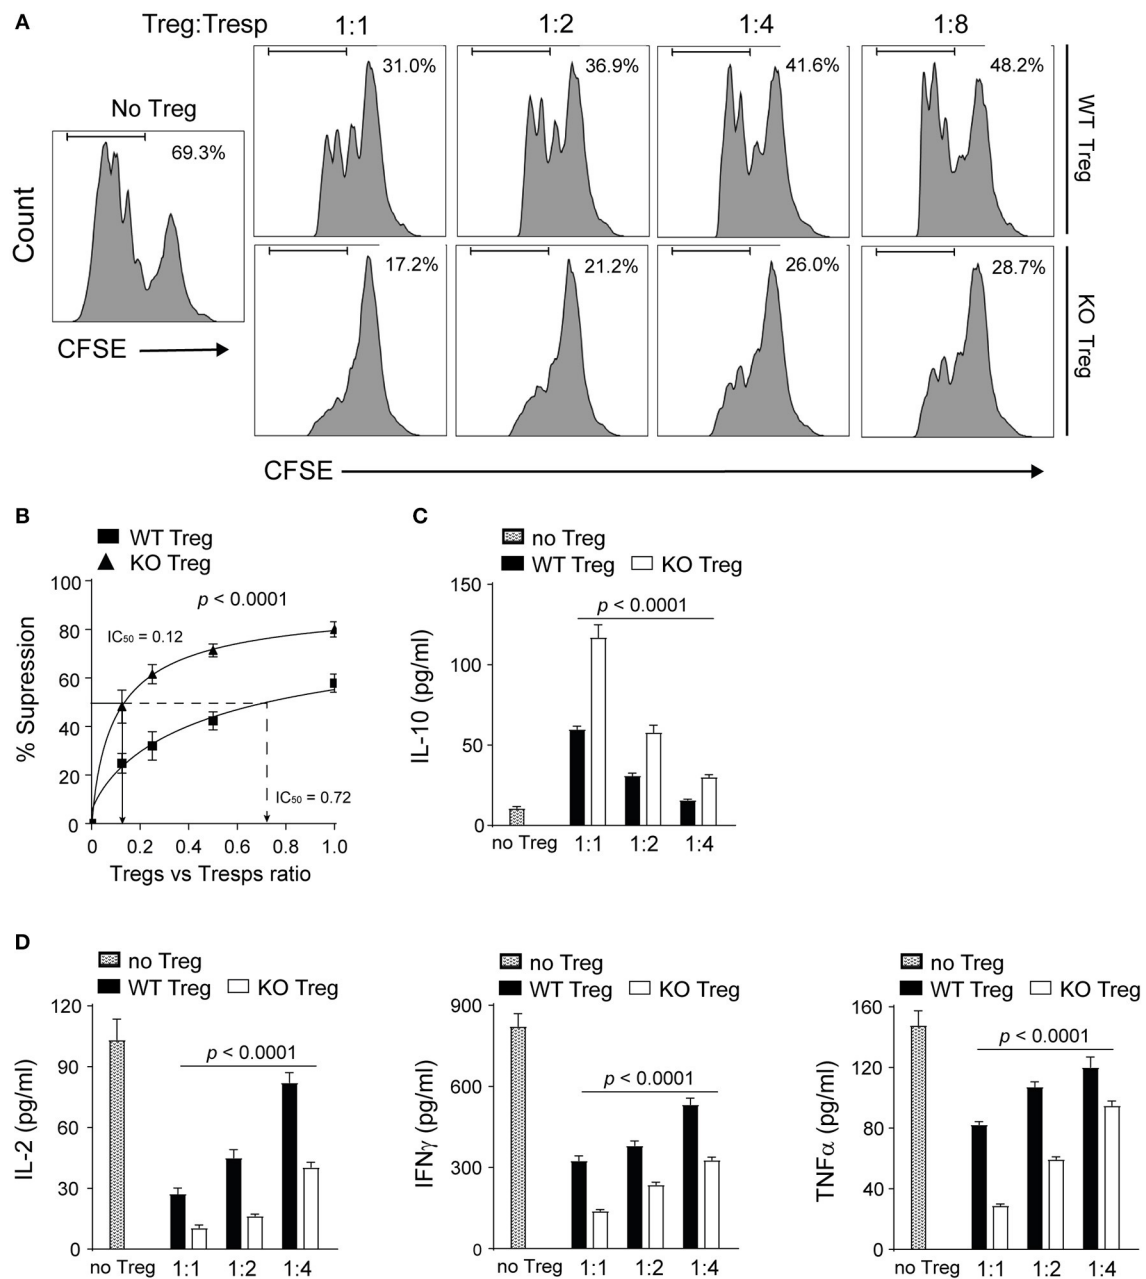 A
Treg:Tresp 1:1 1:2 1:4 1:8
31.0% 36.9% 41.6% 48.2%
WT Treg
No Treg
69.3%
Count
17.2% 21.2% 26.0% 28.7%
KO Treg
CFSE
CFSE
B
WT Treg
KO Treg
100
80
60
40
20
0
% Supression
p < 0.0001
IC50 = 0.12
IC50 = 0.72
0 0.2 0.4 0.6 0.8 1.0
Tregs vs Tresps ratio
C
no Treg
WT Treg KO Treg
150
100
50
0
IL-10 (pg/ml)
p < 0.0001
no Treg 1:1 1:2 1:4
D
no Treg
WT Treg KO Treg
120
90
60
30
0
IL-2 (pg/ml)
p < 0.0001
no Treg 1:1 1:2 1:4
no Treg
WT Treg KO Treg
900
600
300
0
IFNγ (pg/ml)
p < 0.0001
no Treg 1:1 1:2 1:4
no Treg
WT Treg KO Treg
160
120
80
40
0
TNFα (pg/ml)
p < 0.0001
no Treg 1:1 1:2 1:4